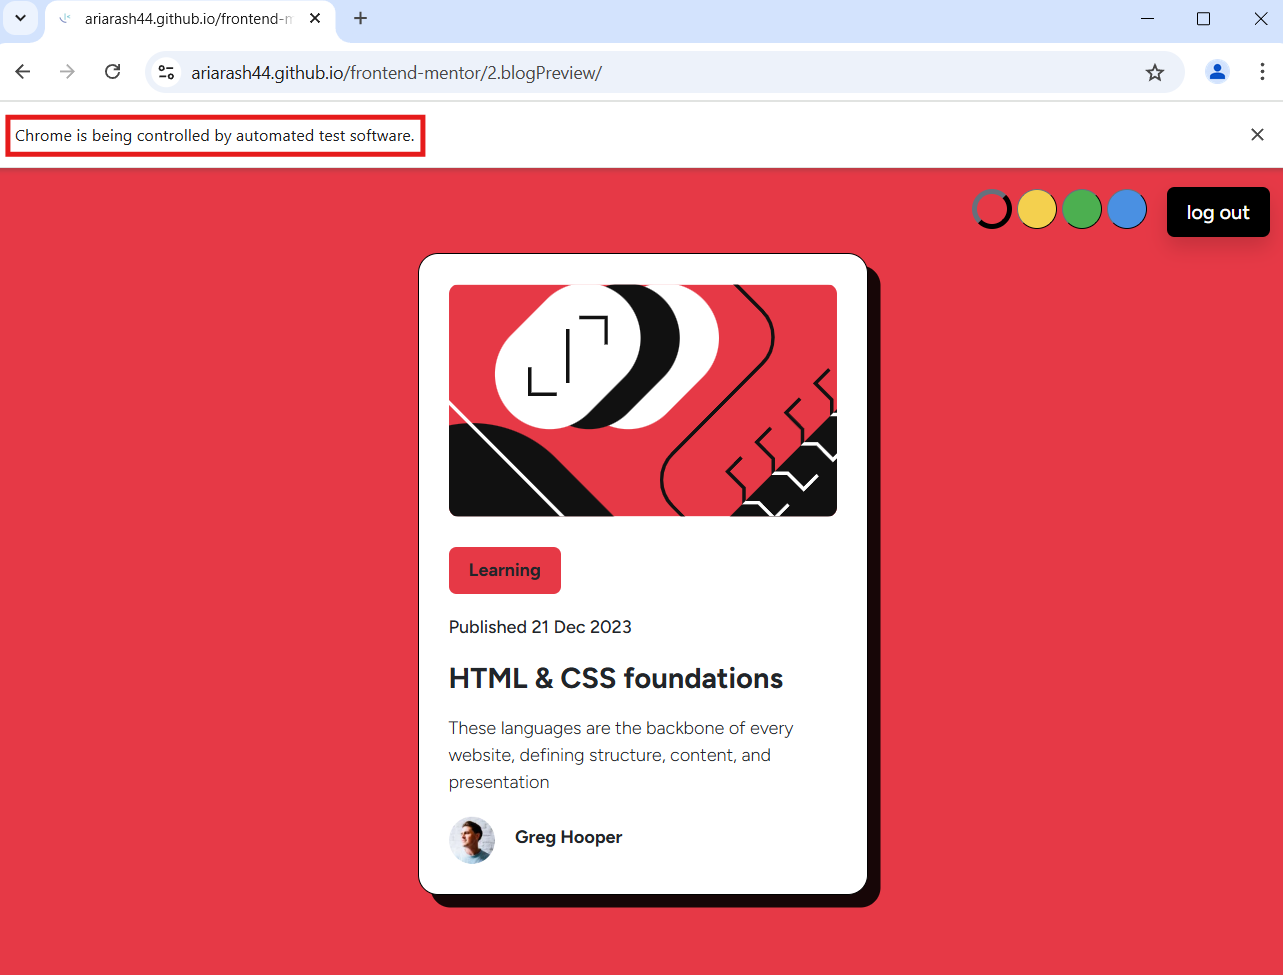 ariarash44.github.io/frontend-m
ariarash44.github.io/frontend-mentor/2.blogPreview/
Chrome is being controlled by automated test software.
log out
Learning
Published 21 Dec 2023
HTML & CSS foundations
These languages are the backbone of every
website, defining structure, content, and
presentation
Greg Hooper